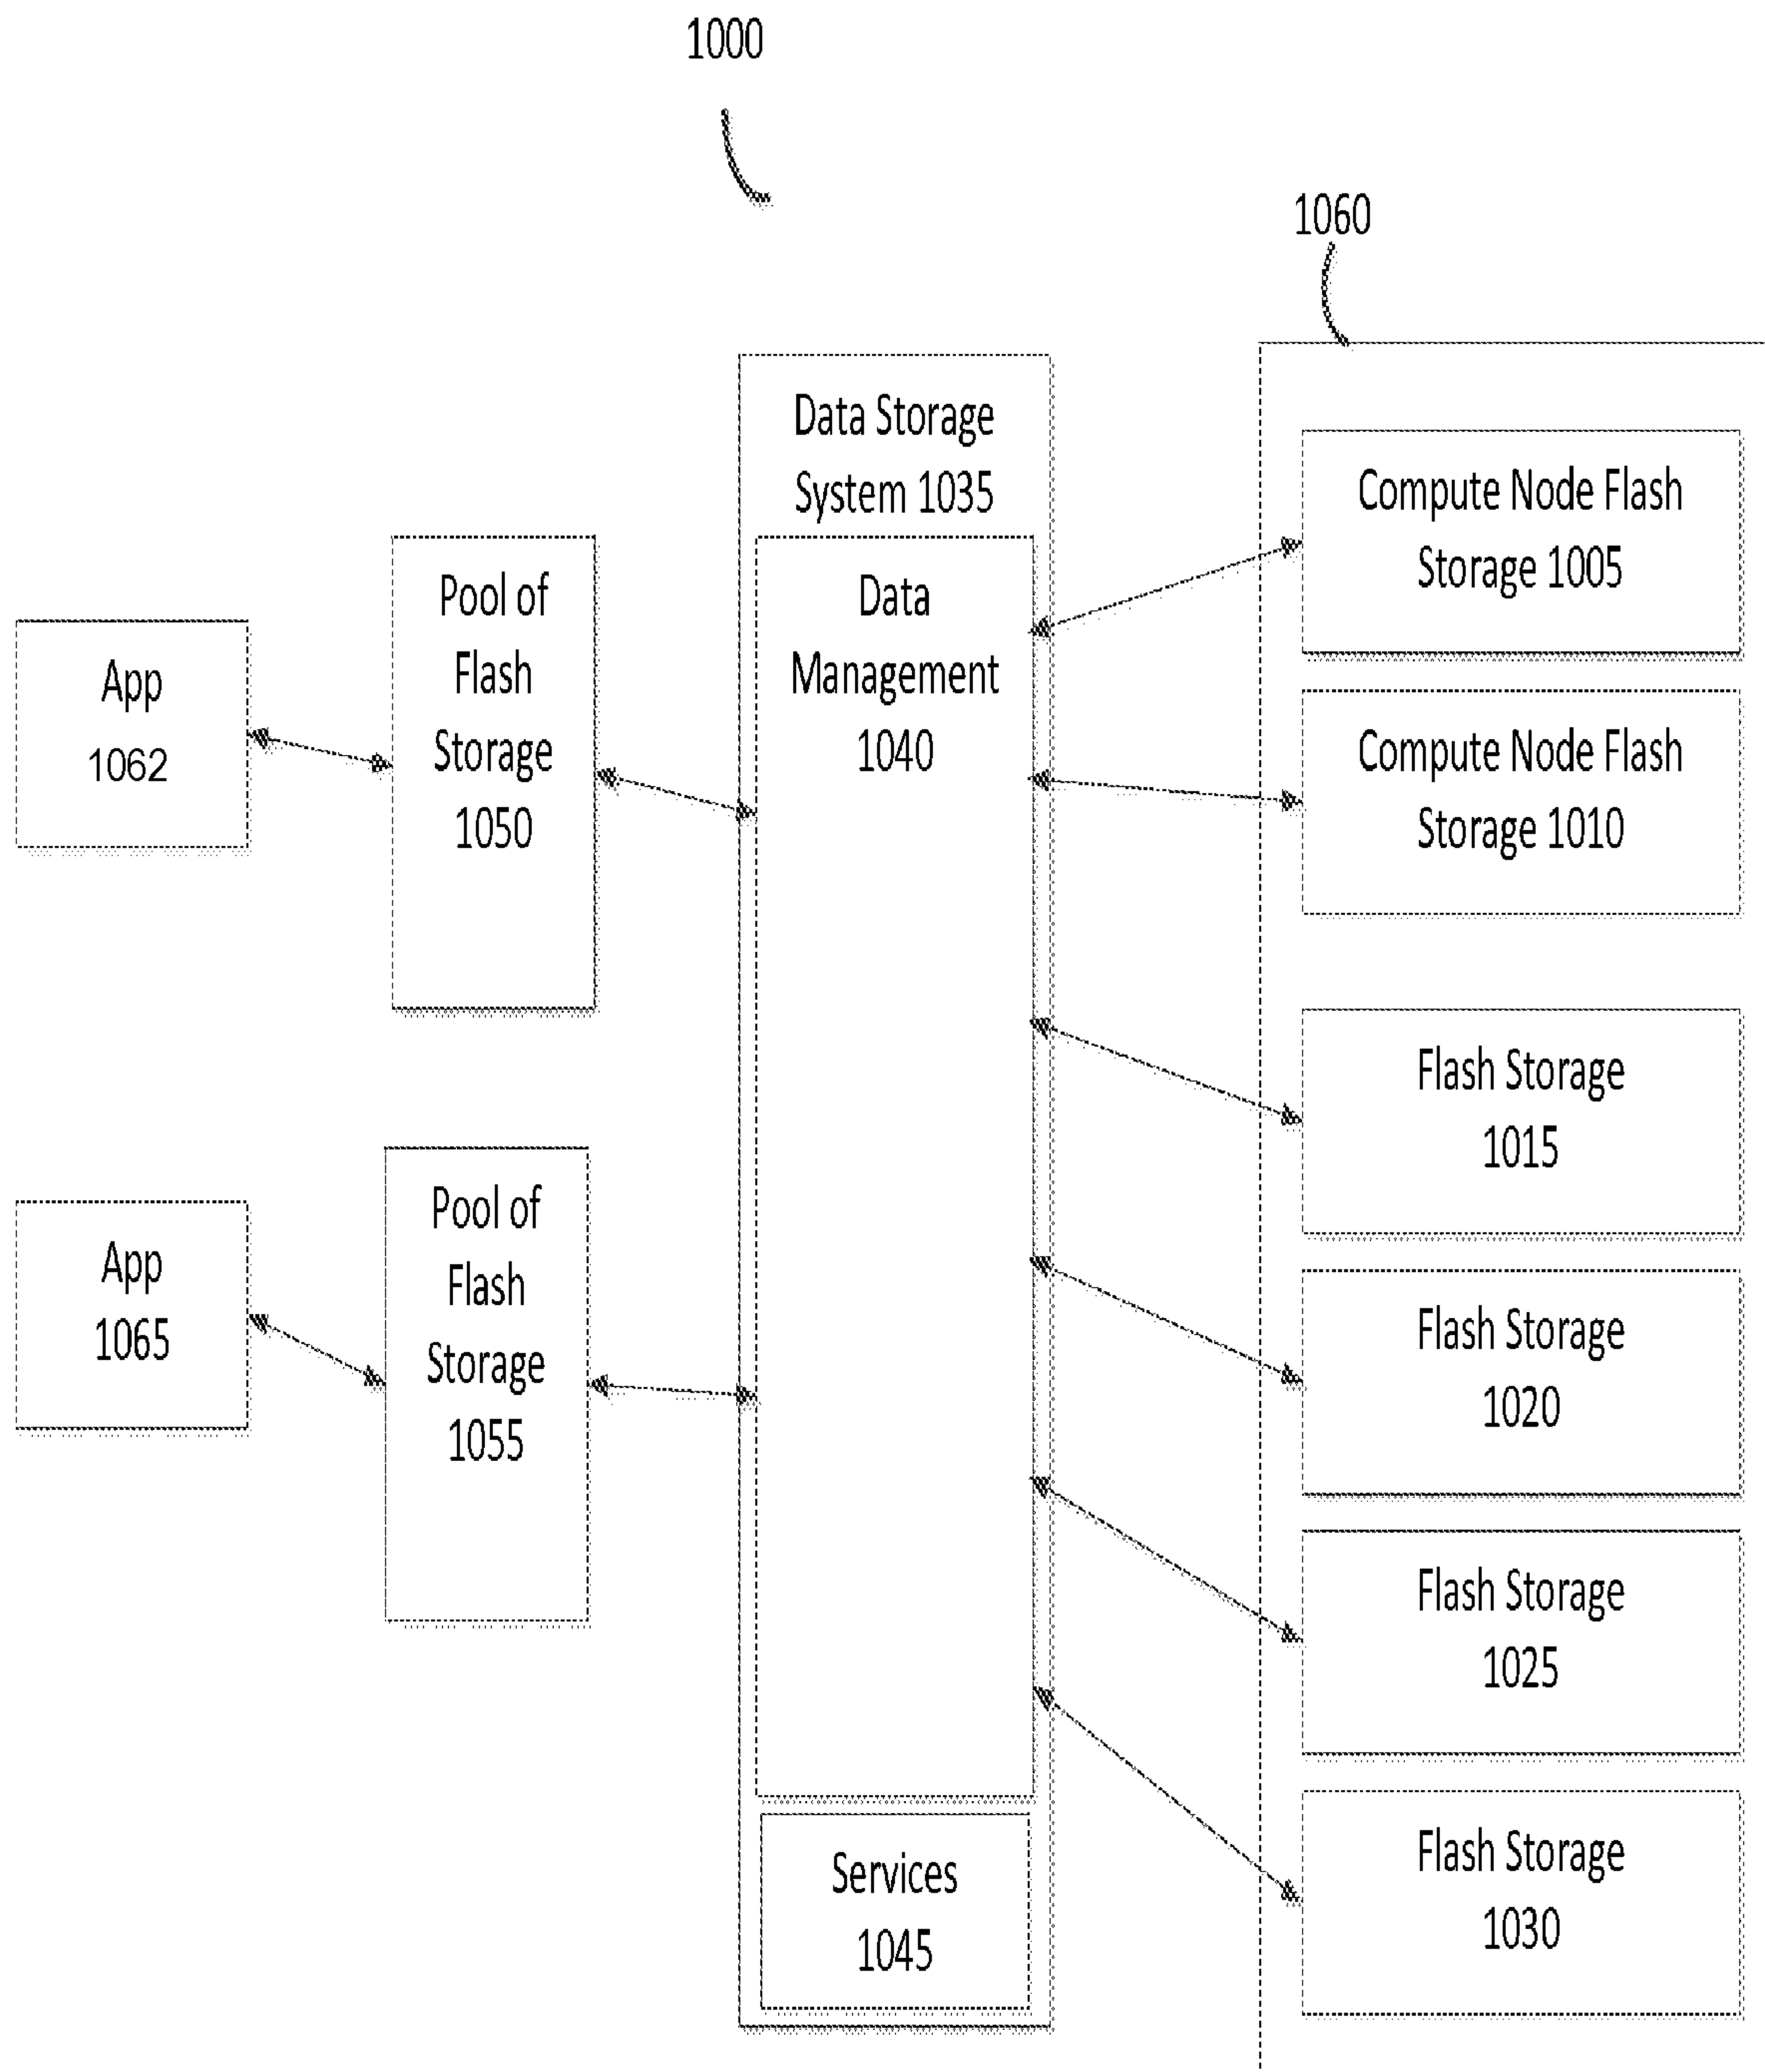 1000
1060
Data Storage
System 1035
Compute Node Flash
Storage 1005
Pool of
Flash
Storage
1050
Data
Management
1040
App
1062
Compute Node Flash
Storage 1010
Flash Storage
1015
Pool of
Flash
Storage
1055
App
1065
Flash Storage
1020
Flash Storage
1025
Flash Storage
1030
Services
1045